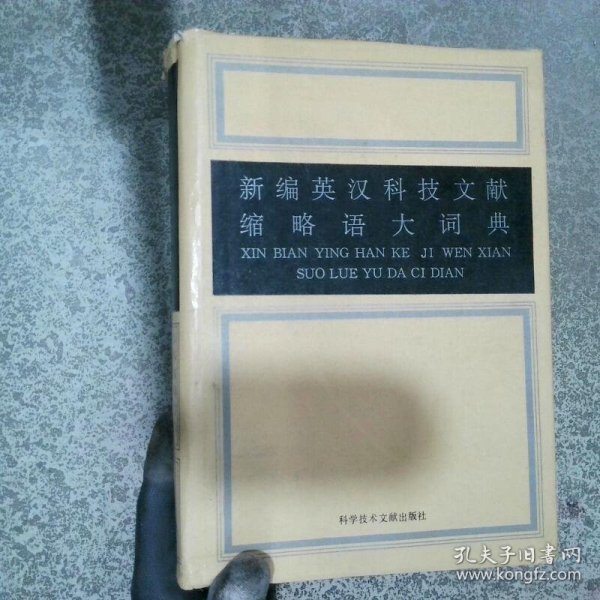 新编英汉科技文献
缩略语大词典
XIN BIAN YING HAN KE JI WEN XIAN
SUO LUE YU DA CI DIAN
科学技术文献出版社
孔夫子旧书网
www.kongfz.com